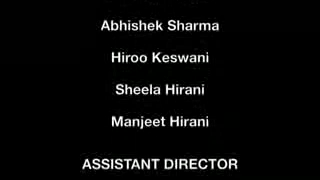 Abhishek Sharma
Hiroo Keswani
Sheela Hirani
Manjeet Hirani
ASSISTANT DIRECTOR